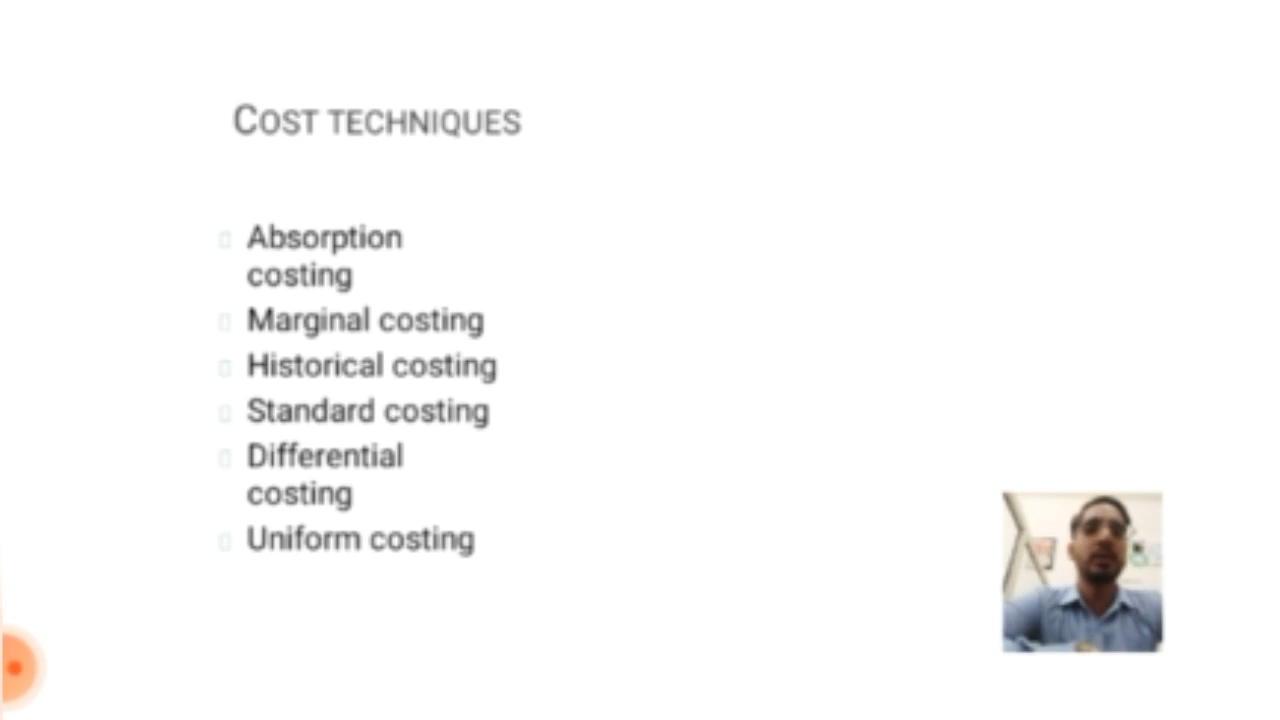 COST TECHNIQUES
Absorption
costing
Marginal costing
Historical costing
Standard costing
Differential
costing
Uniform costing